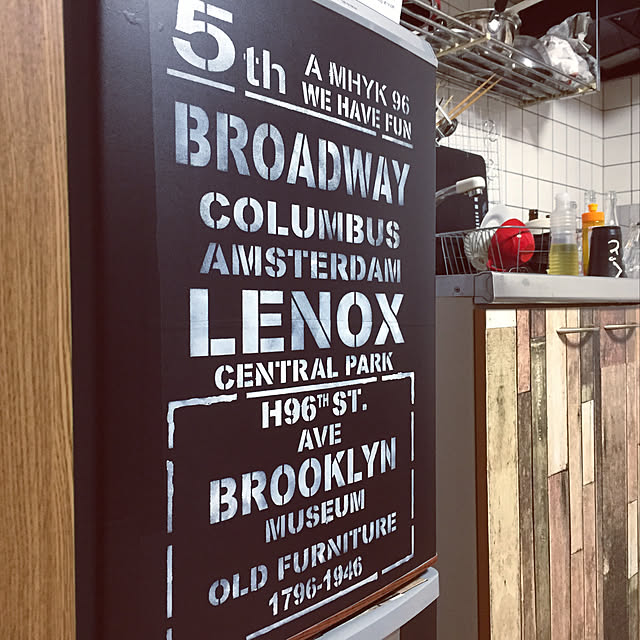 5th
A MHYK 96
WE HAVE FUN
BROADWAY
COLUMBUS
AMSTERDAM
LENOX
CENTRAL PARK
H96TH ST.
AVE
BROOKLYN
MUSEUM
OLD FURNITURE
1796-1946